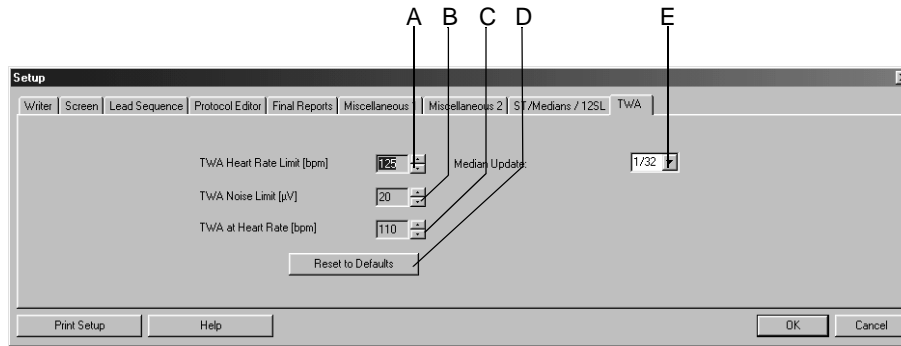 A B C D E
Setup
Writer Screen Lead Sequence Protocol Editor Final Reports Miscellaneous 1 Miscellaneous 2 ST/Medians / 12SL TWA
TWA Heart Rate Limit [bpm] 125 Median Update: 1/32
TWA Noise Limit [µV] 20
TWA at Heart Rate [bpm] 110
Reset to Defaults
Print Setup Help OK Cancel